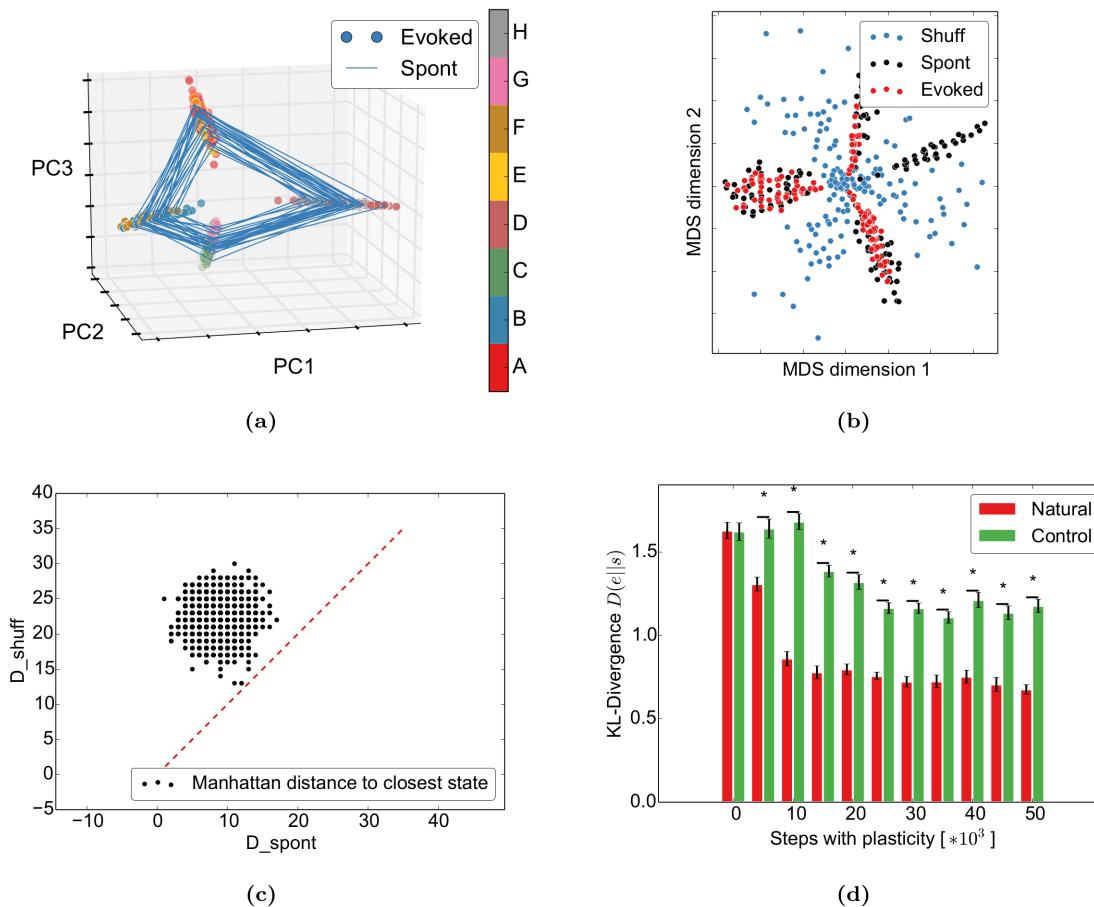 Evoked
Spont
PC3
PC2
PC1
H
G
F
E
D
C
B
A
(a)
Shuff
Spont
Evoked
MDS dimension 2
MDS dimension 1
(b)
40
35
30
25
20
15
10
5
0
−5
D_shuff
Manhattan distance to closest state
−10 0 10 20 30 40
D_spont
(c)
Natural
Control
* * * * * * * * * *
1.5
1.0
0.5
0.0
KL-Divergence D(e||s)
0 10 20 30 40 50
Steps with plasticity [ *10³ ]
(d)